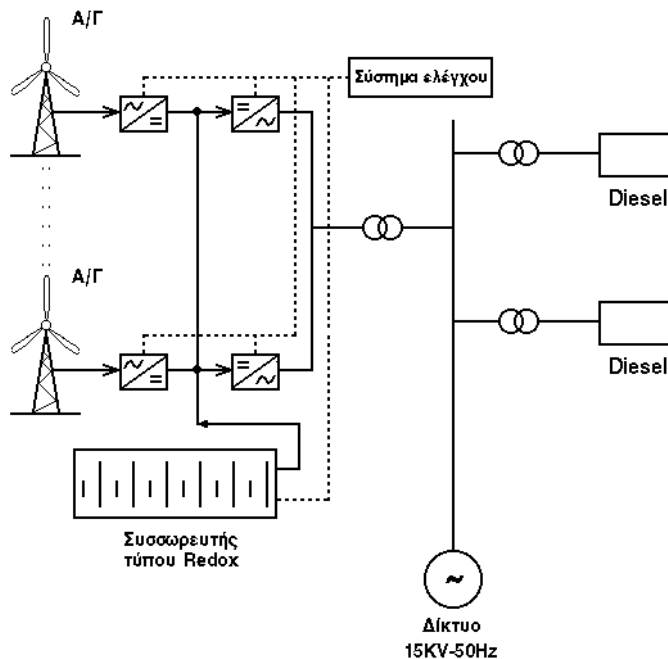 Α/Γ
Σύστημα ελέγχου
Diesel
Α/Γ
Diesel
Συσσωρευτής
τύπου Redox
Δίκτυο
15KV-50Hz